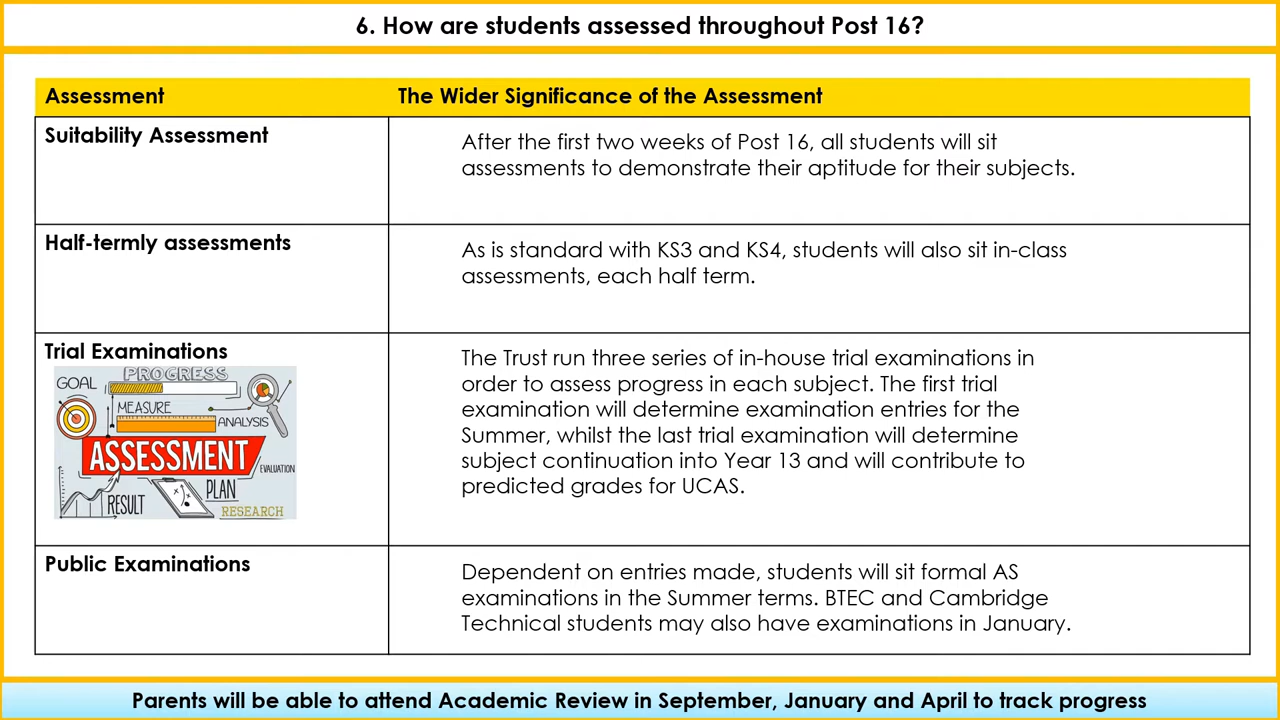 6. How are students assessed throughout Post 16?
Assessment
The Wider Significance of the Assessment
Suitability Assessment
After the first two weeks of Post 16, all students will sit
assessments to demonstrate their aptitude for their subjects.
Half-termly assessments
As is standard with KS3 and KS4, students will also sit in-class
assessments, each half term.
Trial Examinations
GOAL
PROGRESS
MEASURE
ANALYSIS
ASSESSMENT
EVALUATION
RESULT
PLAN
RESEARCH
The Trust run three series of in-house trial examinations in
order to assess progress in each subject. The first trial
examination will determine examination entries for the
Summer, whilst the last trial examination will determine
subject continuation into Year 13 and will contribute to
predicted grades for UCAS.
Public Examinations
Dependent on entries made, students will sit formal AS
examinations in the Summer terms. BTEC and Cambridge
Technical students may also have examinations in January.
Parents will be able to attend Academic Review in September, January and April to track progress